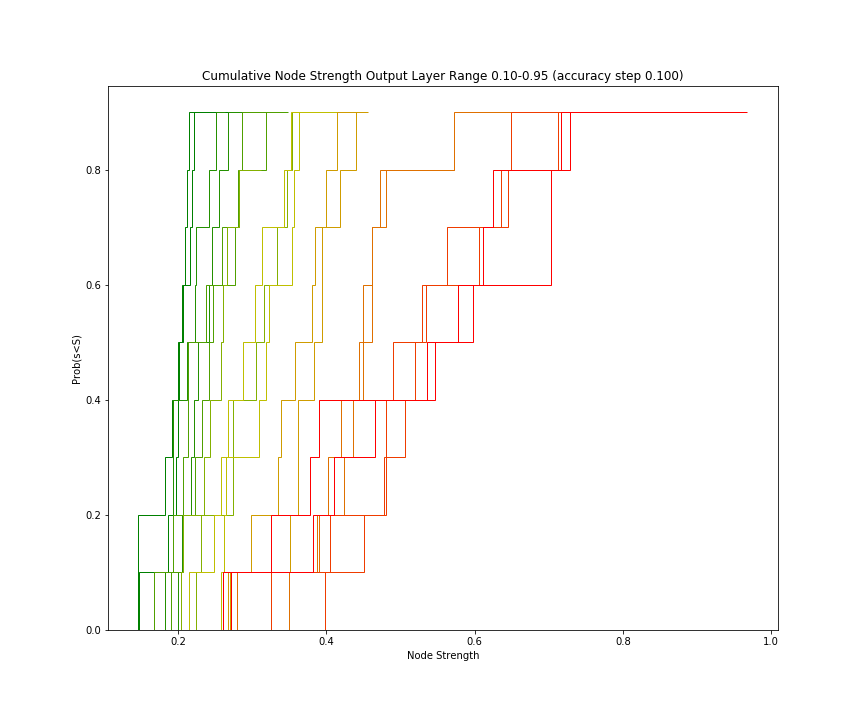 Cumulative Node Strength Output Layer Range 0.10-0.95 (accuracy step 0.100)
Prob(s<S)
0.8
0.6
0.4
0.2
0.0
0.2 0.4 0.6 0.8 1.0
Node Strength